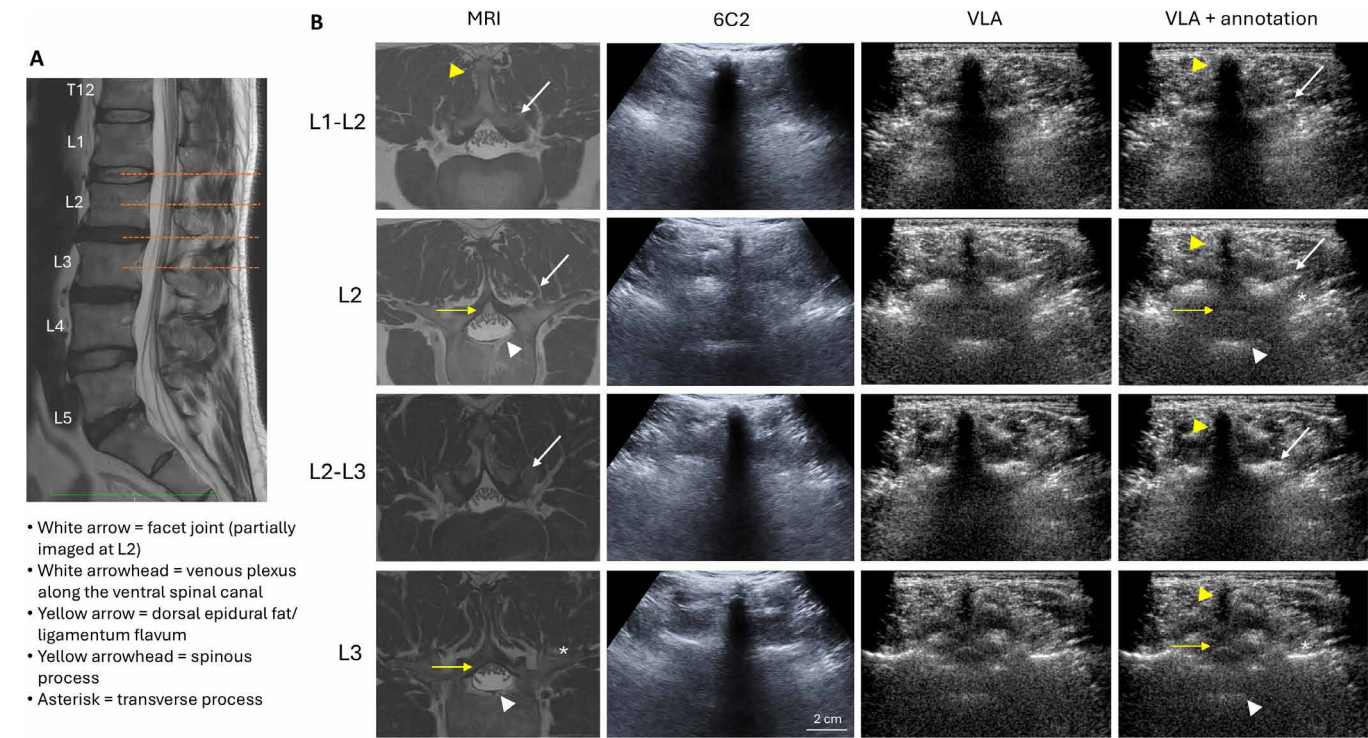 A
T12
L1
L2
L3
L4
L5
• White arrow = facet joint (partially
imaged at L2)
• White arrowhead = venous plexus
along the ventral spinal canal
• Yellow arrow = dorsal epidural fat/
ligamentum flavum
• Yellow arrowhead = spinous
process
• Asterisk = transverse process
B
MRI 6C2 VLA VLA + annotation
L1-L2
L2
*
L2-L3
L3
* *
2 cm